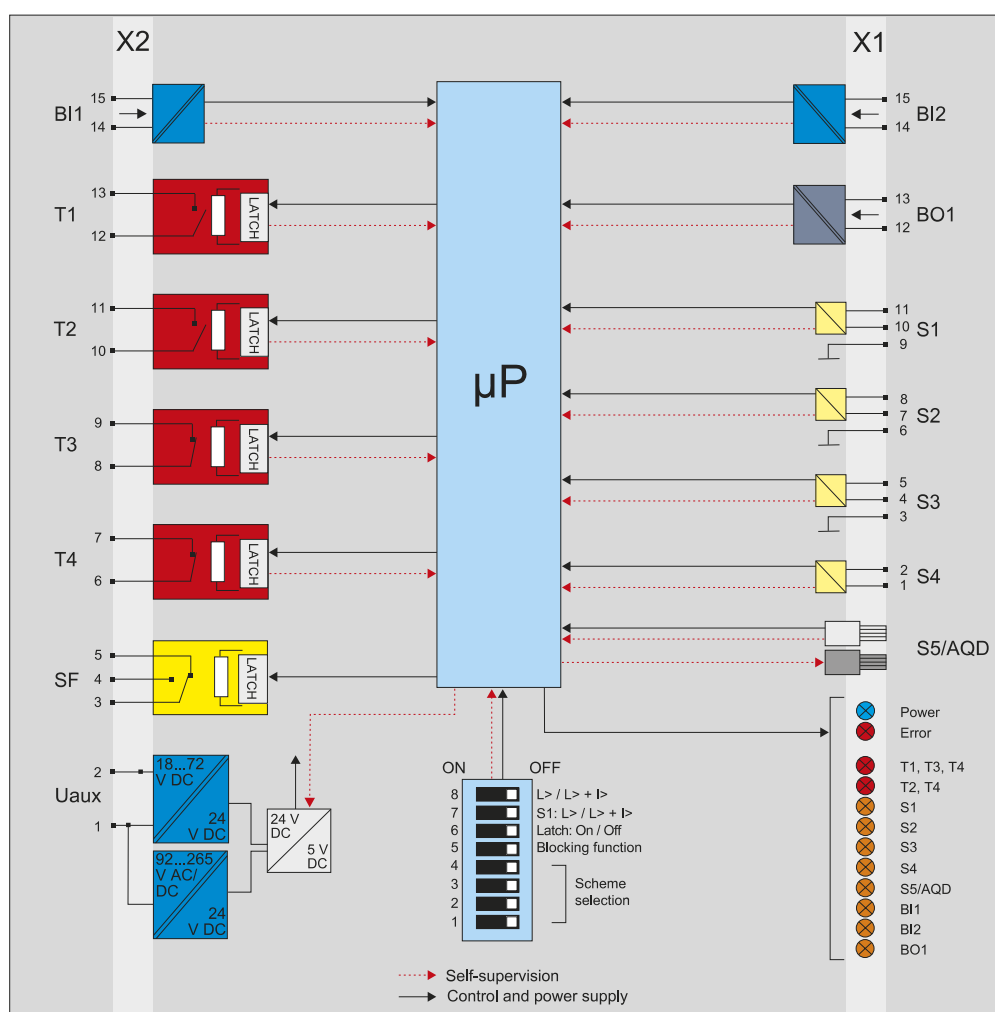 X2
X1
15
BI1
14
15
BI2
14
13
T1
12
LATCH
13
BO1
12
11
T2
10
LATCH
µP
11
10
S1
9
9
T3
8
LATCH
8
7
S2
6
5
4
S3
3
7
T4
6
LATCH
2
S4
1
S5/AQD
5
SF
4
3
LATCH
2
Uaux
1
18...72
V DC
24
V DC
92...265
V AC/
DC
24
V DC
24 V
DC
5 V
DC
ON
OFF
8
L> / L> + I>
7
S1: L> / L> + I>
6
Latch: On / Off
5
Blocking function
4
3
2
1
Scheme
selection
Power
Error
T1, T3, T4
T2, T4
S1
S2
S3
S4
S5/AQD
BI1
BI2
BO1
Self-supervision
Control and power supply